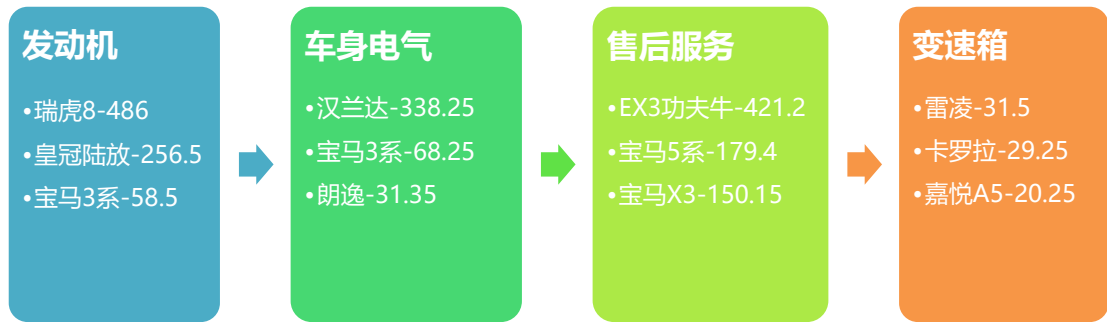 发动机
•瑞虎8-486
•皇冠陆放-256.5
•宝马3系-58.5
车身电气
•汉兰达-338.25
•宝马3系-68.25
•朗逸-31.35
售后服务
•EX3功夫牛-421.2
•宝马5系-179.4
•宝马X3-150.15
变速箱
•雷凌-31.5
•卡罗拉-29.25
•嘉悦A5-20.25